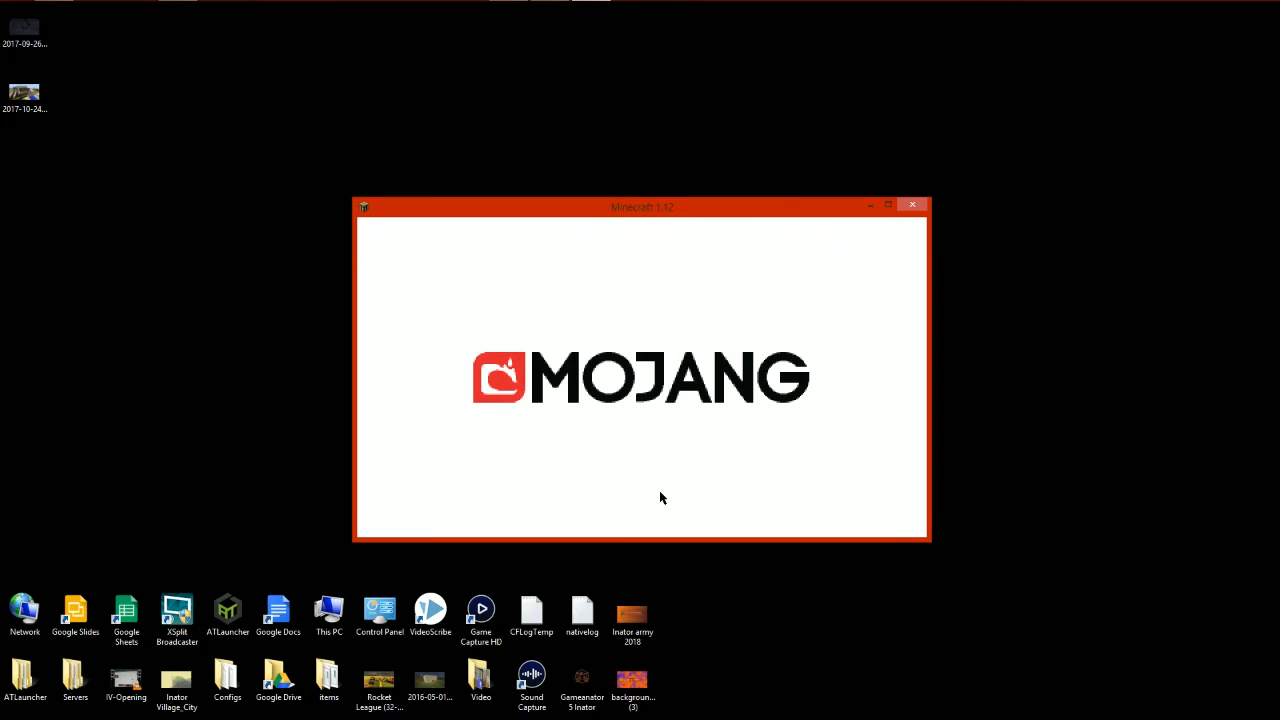 2017-09-26...
2017-10-24...
Minecraft 1.12
MOJANG
Network
Google Slides
Google
Sheets
XSplit
Broadcaster
ATLauncher
Google Docs
This PC
Control Panel
VideoScribe
Game
Capture HD
CFLogTemp
nativelog
Inator army
2018
ATLauncher
Servers
IV-Opening
Inator
Village_City
Configs
Google Drive
items
Rocket
League (32-...
2016-05-01...
Video
Sound
Capture
Gameanator
5 Inator
backgroun...
(3)